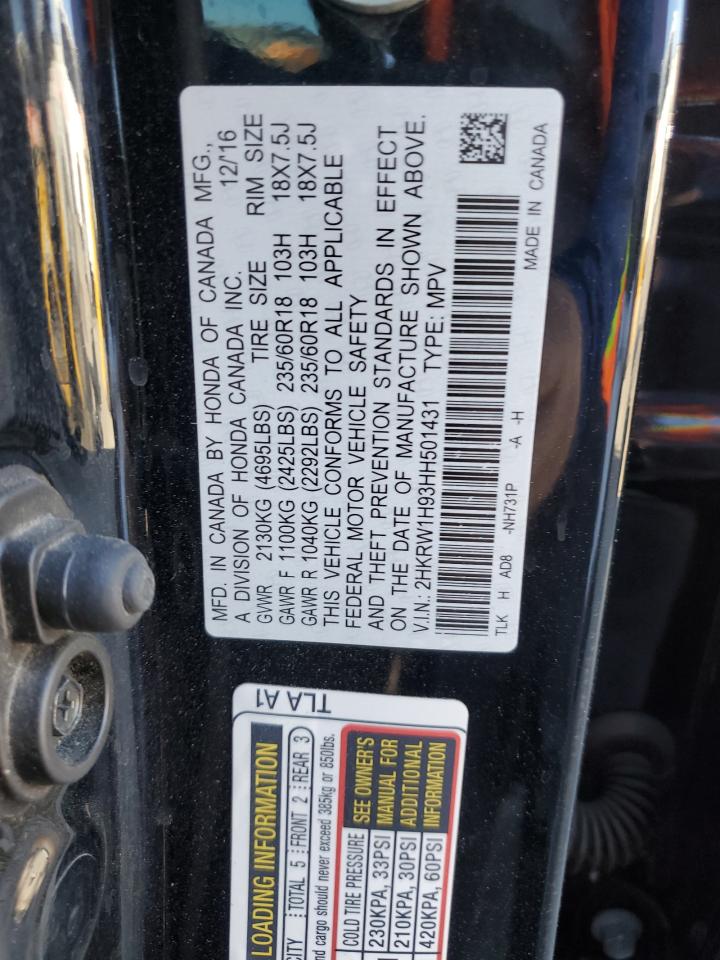 MFD. IN CANADA BY HONDA OF CANADA MFG.,
A DIVISION OF HONDA CANADA INC. 12/'16
GVWR 2130KG (4695LBS) TIRE SIZE RIM SIZE
GAWR F 1100KG (2425LBS) 235/60R18 103H 18X7.5J
GAWR R 1040KG (2292LBS) 235/60R18 103H 18X7.5J
THIS VEHICLE CONFORMS TO ALL APPLICABLE
FEDERAL MOTOR VEHICLE SAFETY
AND THEFT PREVENTION STANDARDS IN EFFECT
ON THE DATE OF MANUFACTURE SHOWN ABOVE.
V.I.N.: 2HKRW1H93HH501431 TYPE: MPV
TLK H AD8 -NH731P -A -H MADE IN CANADA
TLA A1
LOADING INFORMATION
TOTAL 5 FRONT 2 REAR 3
cargo should never exceed 385kg or 850lbs.
COLD TIRE PRESSURE SEE OWNER'S
230KPA, 33PSI MANUAL FOR
210KPA, 30PSI ADDITIONAL
420KPA, 60PSI INFORMATION